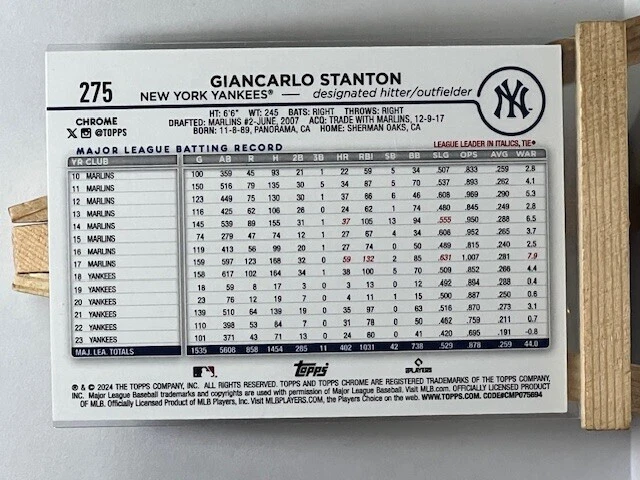 275
GIANCARLO STANTON
NEW YORK YANKEES® — designated hitter/outfielder
NY
CHROME
X @TOPPS
HT: 6'6" WT: 245 BATS: RIGHT THROWS: RIGHT
DRAFTED: MARLINS #2-JUNE, 2007 ACQ: TRADE WITH MARLINS, 12-9-17
BORN: 11-8-89, PANORAMA, CA HOME: SHERMAN OAKS, CA
MAJOR LEAGUE BATTING RECORD LEAGUE LEADER IN ITALICS, TIE♦
YR CLUB G AB R H 2B 3B HR RBI SB BB SLG OPS AVG WAR
10 MARLINS 100 359 45 93 21 1 22 59 5 34 .507 .833 .259 2.8
11 MARLINS 150 516 79 135 30 5 34 87 5 70 .537 .893 .262 4.1
12 MARLINS 123 449 75 130 30 1 37 86 6 46 .608 .969 .290 5.3
13 MARLINS 116 425 62 106 26 0 24 62 1 74 .480 .845 .249 2.8
14 MARLINS 145 539 89 155 31 1 37 105 13 94 .555 .950 .288 6.5
15 MARLINS 74 279 47 74 12 1 27 67 4 34 .606 .952 .265 3.7
16 MARLINS 119 413 56 99 20 1 27 74 0 50 .489 .815 .240 2.5
17 MARLINS 159 597 123 168 32 0 59 132 2 85 .631 1.007 .281 7.9
18 YANKEES 158 617 102 164 34 1 38 100 5 70 .509 .852 .266 4.4
19 YANKEES 18 59 8 17 3 0 3 13 0 12 .492 .894 .288 0.4
20 YANKEES 23 76 12 19 7 0 4 11 1 15 .500 .887 .250 0.6
21 YANKEES 139 510 64 139 19 0 35 97 0 63 .516 .870 .273 3.1
22 YANKEES 110 398 53 84 7 0 31 78 0 50 .462 .759 .211 0.7
23 YANKEES 101 371 43 71 13 0 24 60 0 41 .420 .695 .191 -0.8
MAJ. LEA. TOTALS 1535 5608 858 1454 285 11 402 1031 42 738 .529 .878 .259 44.0
Topps
PLAYERS
® & © 2024 THE TOPPS COMPANY, INC. ALL RIGHTS RESERVED. TOPPS AND TOPPS CHROME ARE REGISTERED TRADEMARKS OF THE TOPPS COMPANY,
INC. Major League Baseball trademarks and copyrights are used with permission of Major League Baseball. Visit MLB.com. OFFICIALLY LICENSED PRODUCT
OF MLB. Officially Licensed Product of MLB Players, Inc. Visit MLBPLAYERS.COM, the Players Choice on the web. WWW.TOPPS.COM. CODE#CMP075694